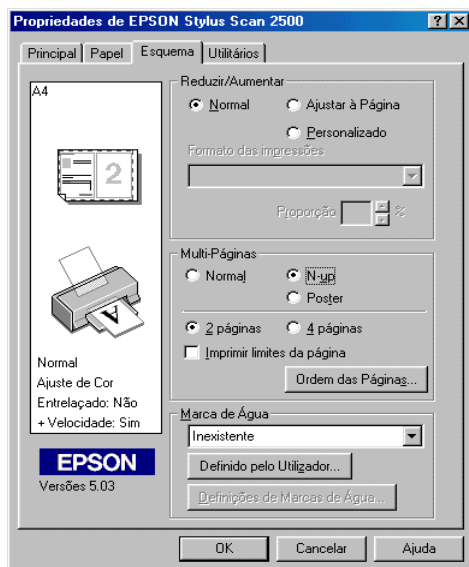 Propriedades de EPSON Stylus Scan 2500
Principal Papel Esquema Utilitários
A4
2
A
Normal
Ajuste de Cor
Entrelaçado: Não
+ Velocidade: Sim
EPSON
Versões 5.03
Reduzir/Aumentar
Normal Ajustar à Página
Personalizado
Formato das impressões
Proporção %
Multi-Páginas
Normal N-up
Poster
2 páginas 4 páginas
Imprimir limites da página
Ordem das Páginas...
Marca de Água
Inexistente
Definido pelo Utilizador...
Definições de Marcas de Água...
OK Cancelar Ajuda